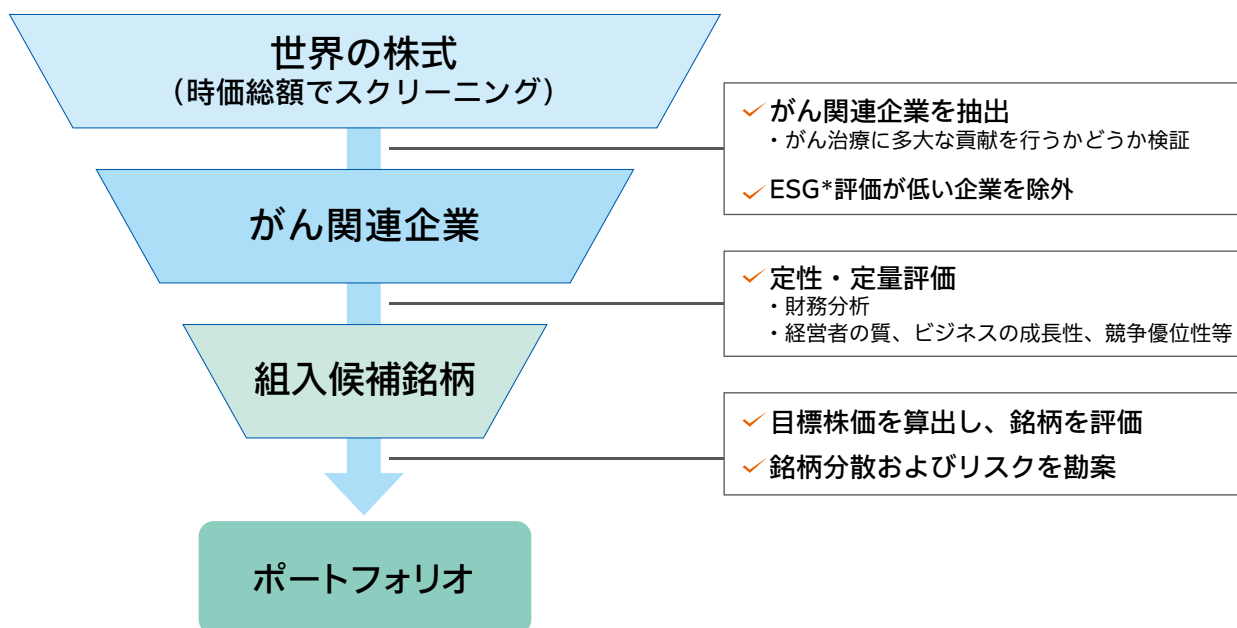 世界の株式
（時価総額でスクリーニング）
がん関連企業を抽出
・がん治療に多大な貢献を行うかどうか検証
ESG*評価が低い企業を除外
がん関連企業
定性・定量評価
・財務分析
・経営者の質、ビジネスの成長性、競争優位性等
組入候補銘柄
目標株価を算出し、銘柄を評価
銘柄分散およびリスクを勘案
ポートフォリオ